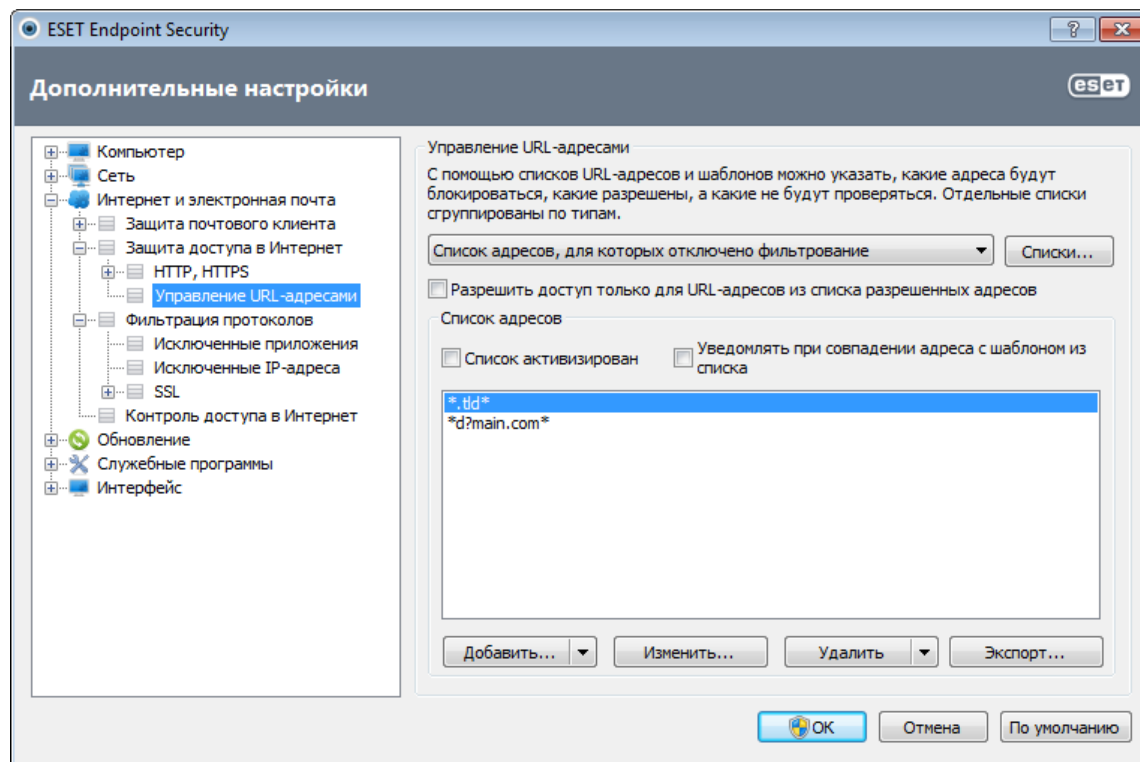 ESET Endpoint Security
Дополнительные настройки
eset
Компьютер
Сеть
Интернет и электронная почта
Защита почтового клиента
Защита доступа в Интернет
HTTP, HTTPS
Управление URL-адресами
Фильтрация протоколов
Исключенные приложения
Исключенные IP-адреса
SSL
Контроль доступа в Интернет
Обновление
Служебные программы
Интерфейс
Управление URL-адресами
С помощью списков URL-адресов и шаблонов можно указать, какие адреса будут
блокироваться, какие разрешены, а какие не будут проверяться. Отдельные списки
сгруппированы по типам.
Список адресов, для которых отключено фильтрование
Списки...
Разрешить доступ только для URL-адресов из списка разрешенных адресов
Список адресов
Список активизирован
Уведомлять при совпадении адреса с шаблоном из
списка
*.tld*
*d?main.com*
Добавить...
Изменить...
Удалить
Экспорт...
OK
Отмена
По умолчанию